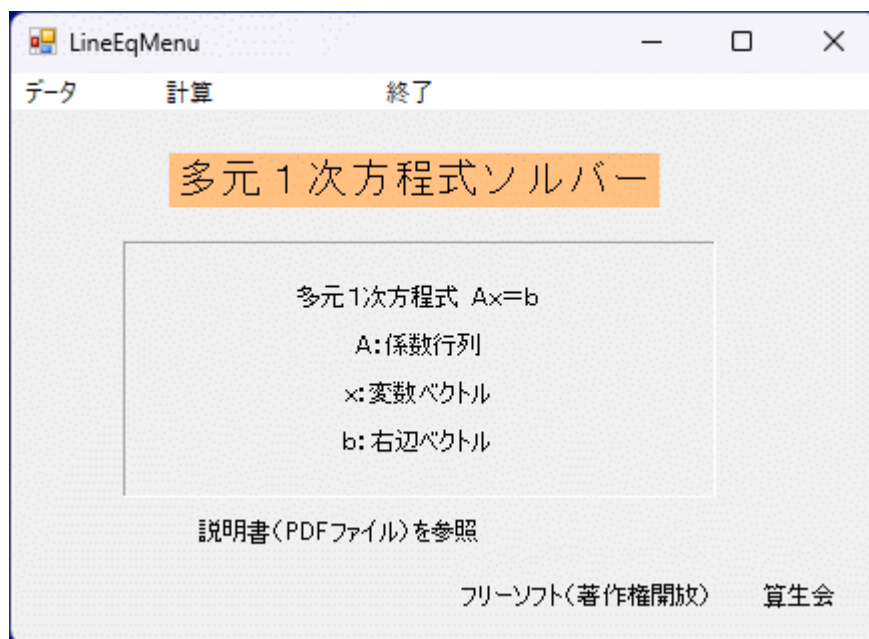 LineEqMenu
データ 計算 終了
多元１次方程式ソルバー
多元1次方程式 Ax＝b
A：係数行列
x：変数ベクトル
b：右辺ベクトル
説明書（PDFファイル）を参照
フリーソフト（著作権開放） 算生会